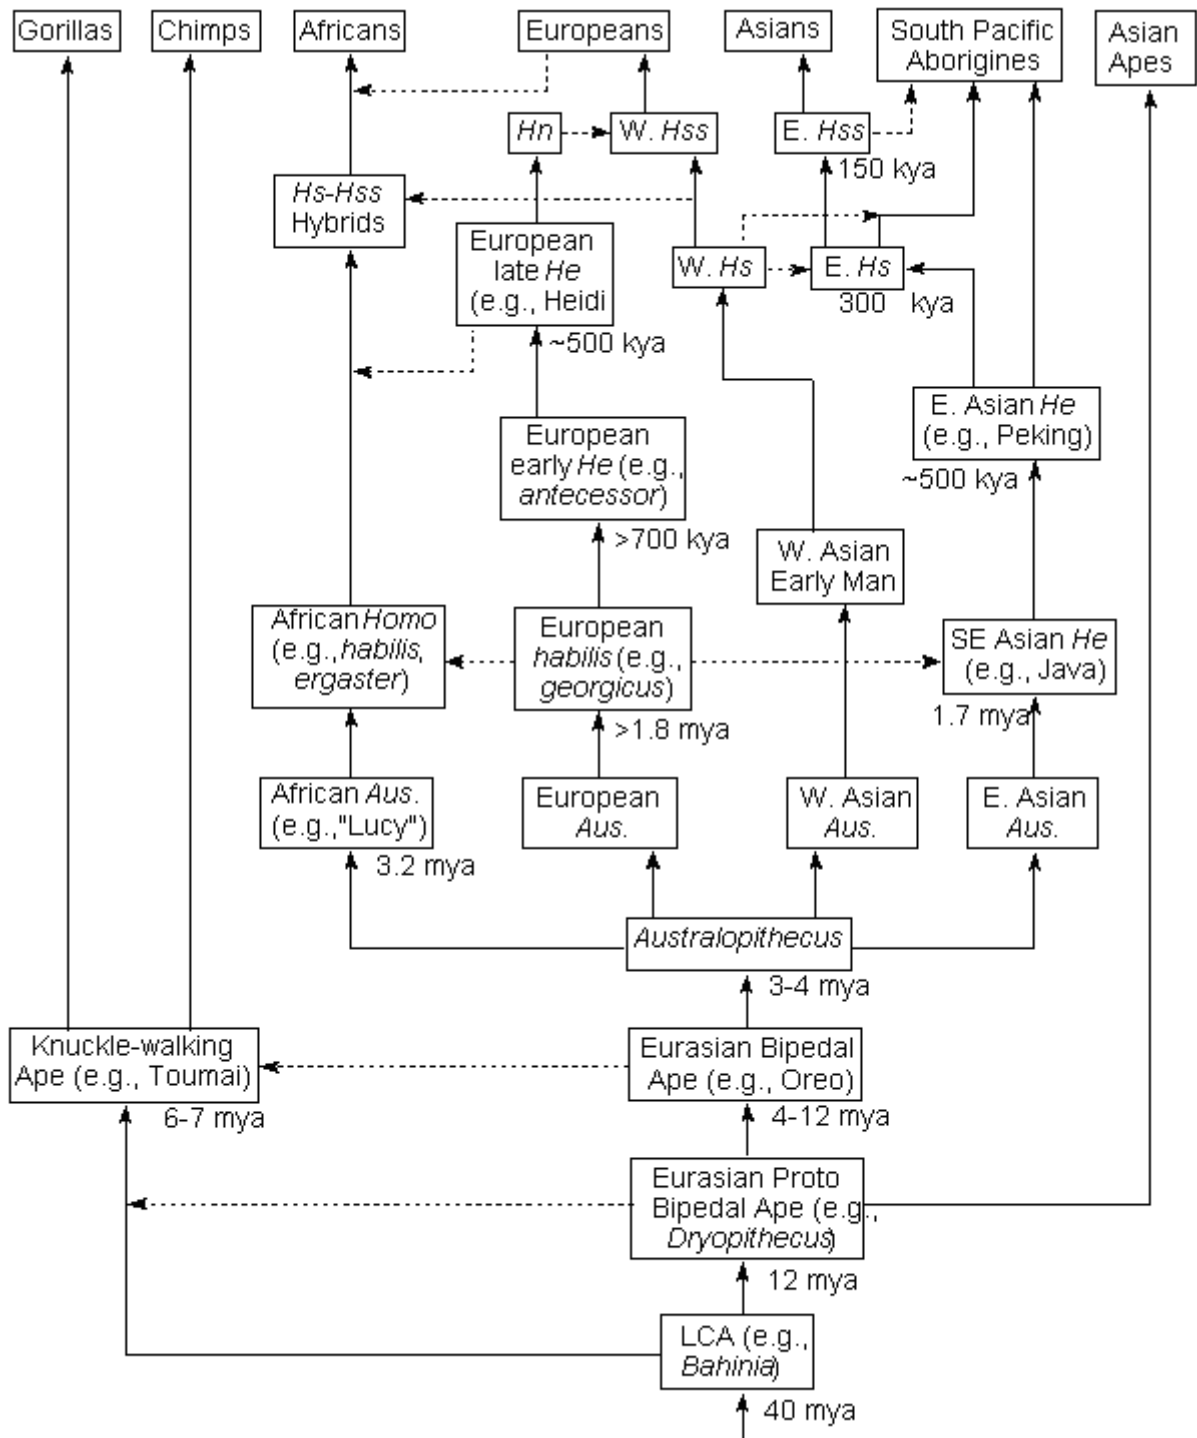 Gorillas
Chimps
Africans
Europeans
Asians
South Pacific
Aborigines
Asian
Apes
Hn
W. Hss
E. Hss
150 kya
Hs-Hss
Hybrids
European
late He
(e.g., Heidi
~500 kya
W. Hs
E. Hs
300 kya
E. Asian He
(e.g., Peking)
~500 kya
European
early He (e.g.,
antecessor)
>700 kya
W. Asian
Early Man
African Homo
(e.g., habilis,
ergaster)
European
habilis (e.g.,
georgicus)
>1.8 mya
SE Asian He
(e.g., Java)
1.7 mya
African Aus.
(e.g.,"Lucy")
3.2 mya
European
Aus.
W. Asian
Aus.
E. Asian
Aus.
Australopithecus
3-4 mya
Knuckle-walking
Ape (e.g., Toumai)
6-7 mya
Eurasian Bipedal
Ape (e.g., Oreo)
4-12 mya
Eurasian Proto
Bipedal Ape (e.g.,
Dryopithecus)
12 mya
LCA (e.g.,
Bahinia)
40 mya